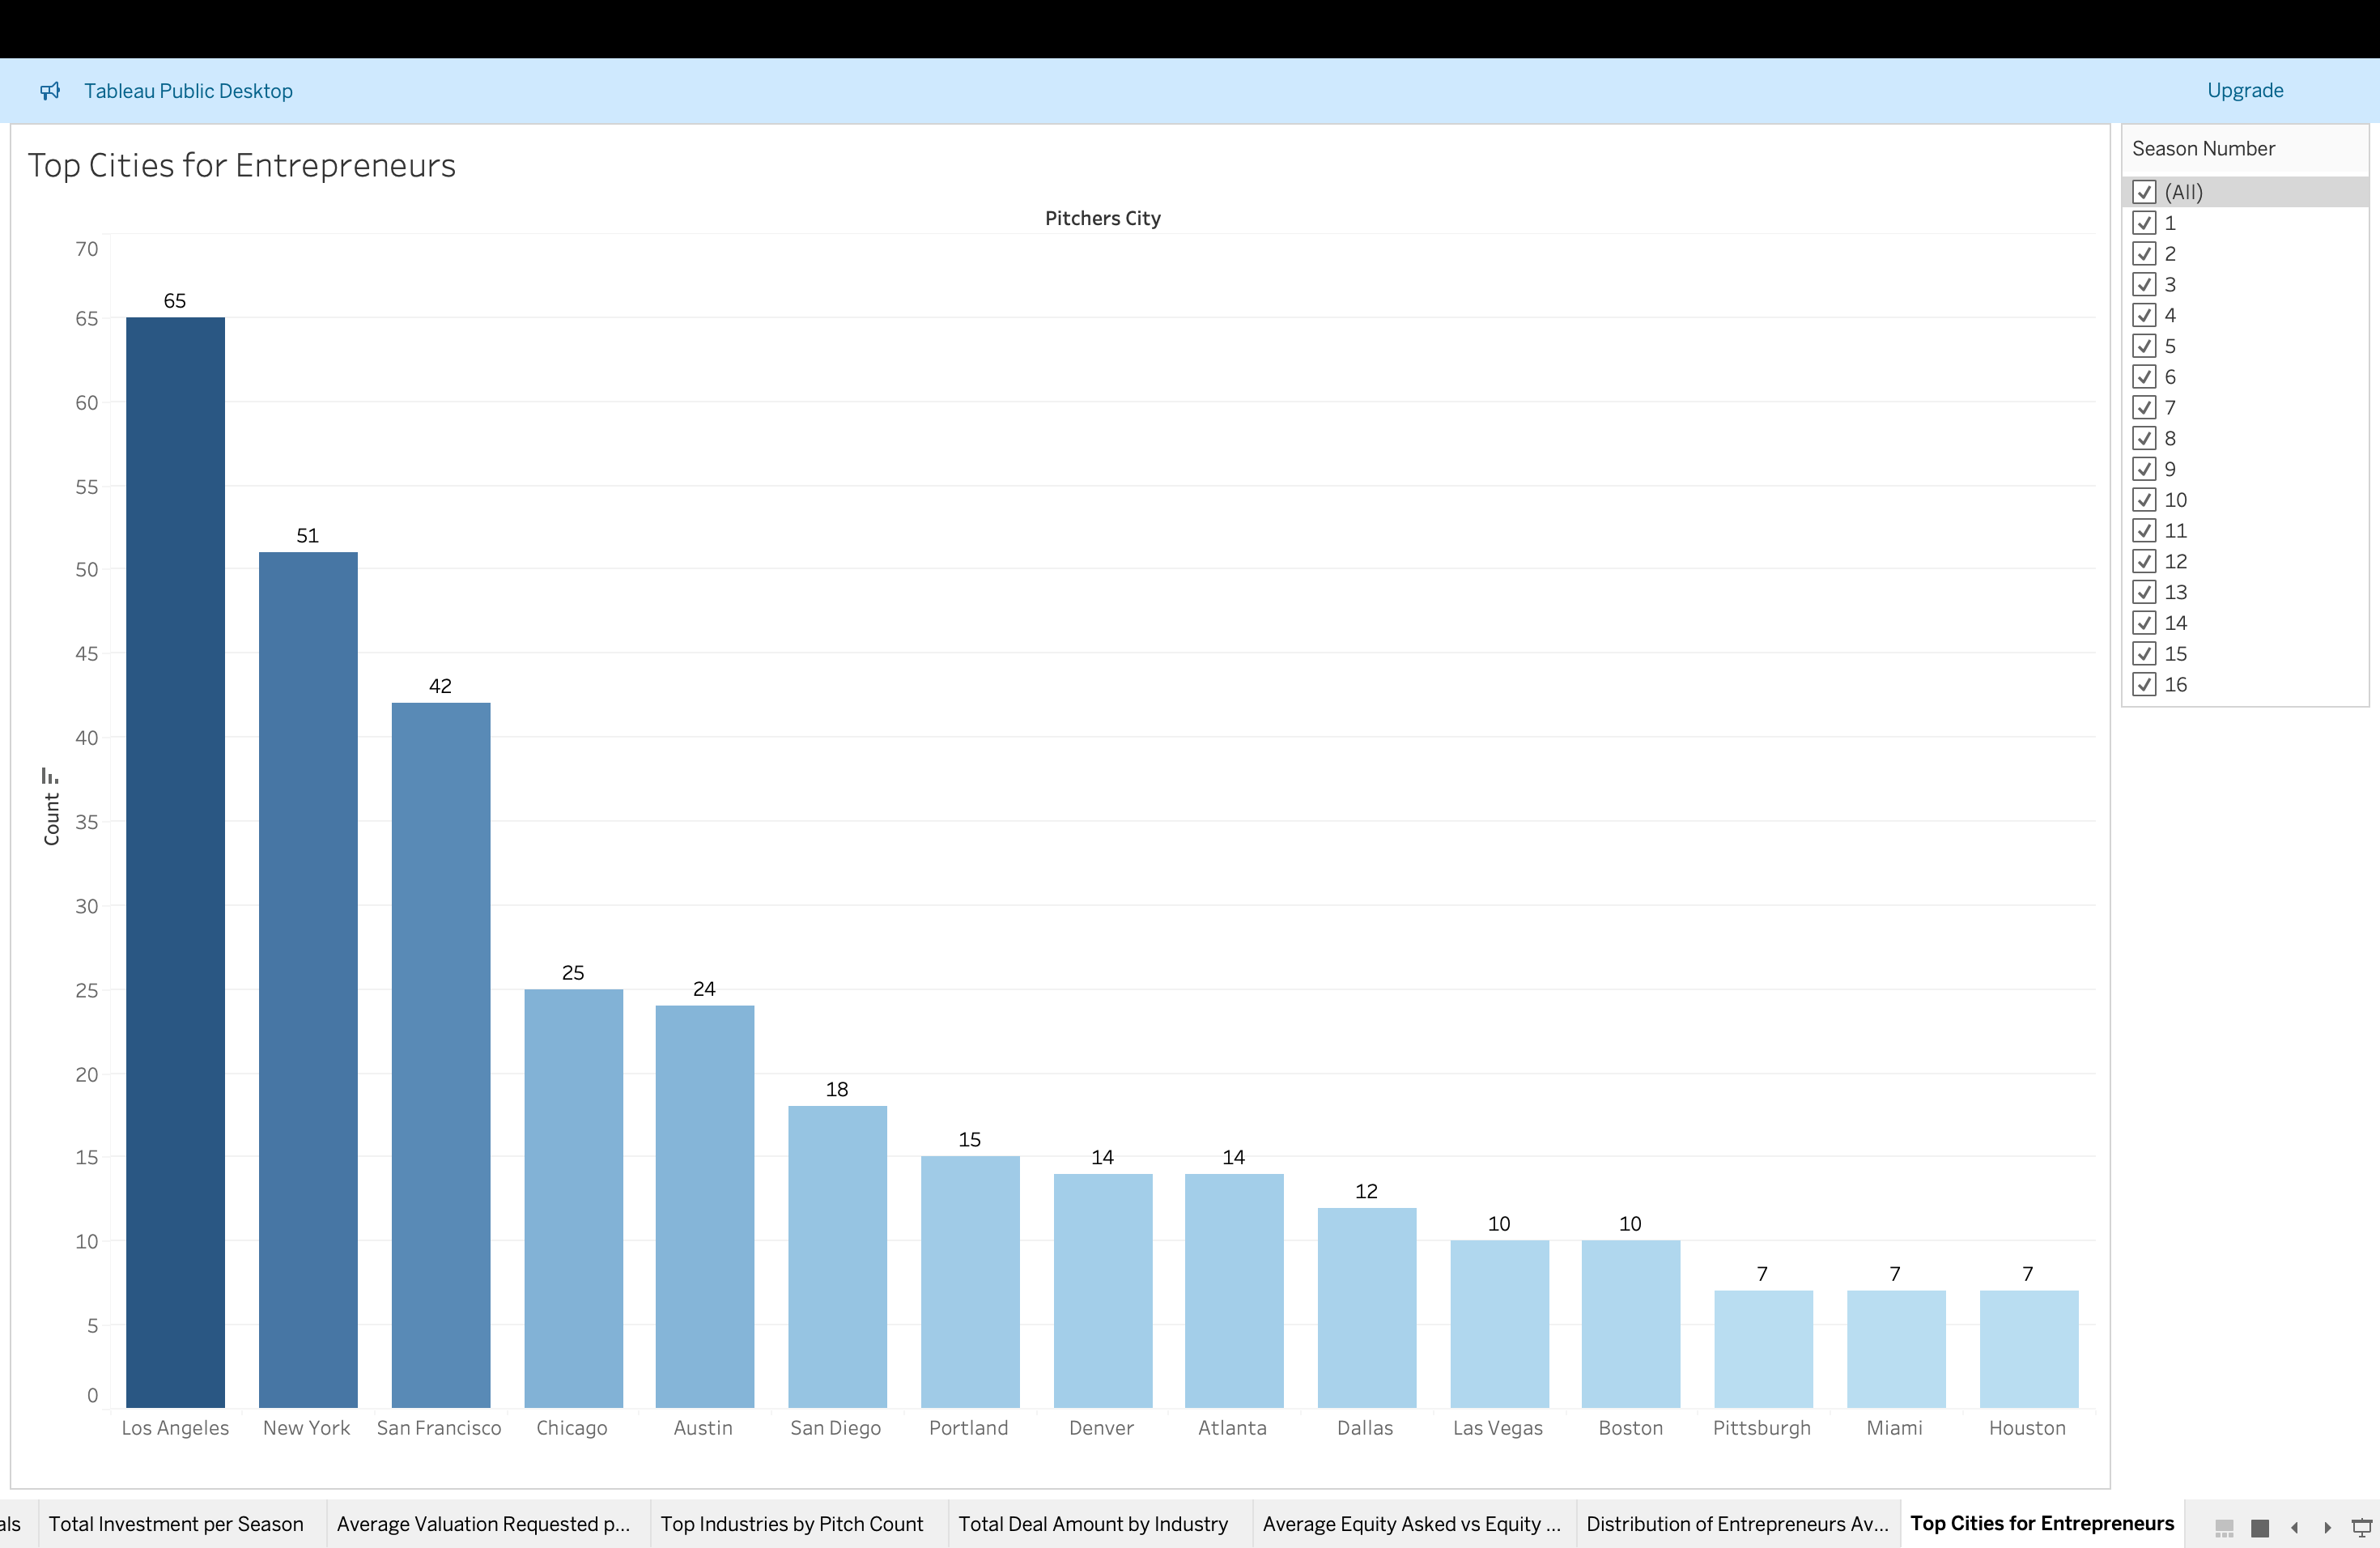 Tableau Public Desktop
Upgrade
Top Cities for Entrepreneurs
Pitchers City
70
65
60
55
50
45
40
35
30
25
20
15
10
5
0
Count
65
51
42
25
24
18
15
14
14
12
10
10
7
7
7
Los Angeles
New York
San Francisco
Chicago
Austin
San Diego
Portland
Denver
Atlanta
Dallas
Las Vegas
Boston
Pittsburgh
Miami
Houston
Season Number
(All)
1
2
3
4
5
6
7
8
9
10
11
12
13
14
15
16
als
Total Investment per Season
Average Valuation Requested p...
Top Industries by Pitch Count
Total Deal Amount by Industry
Average Equity Asked vs Equity ...
Distribution of Entrepreneurs Av...
Top Cities for Entrepreneurs